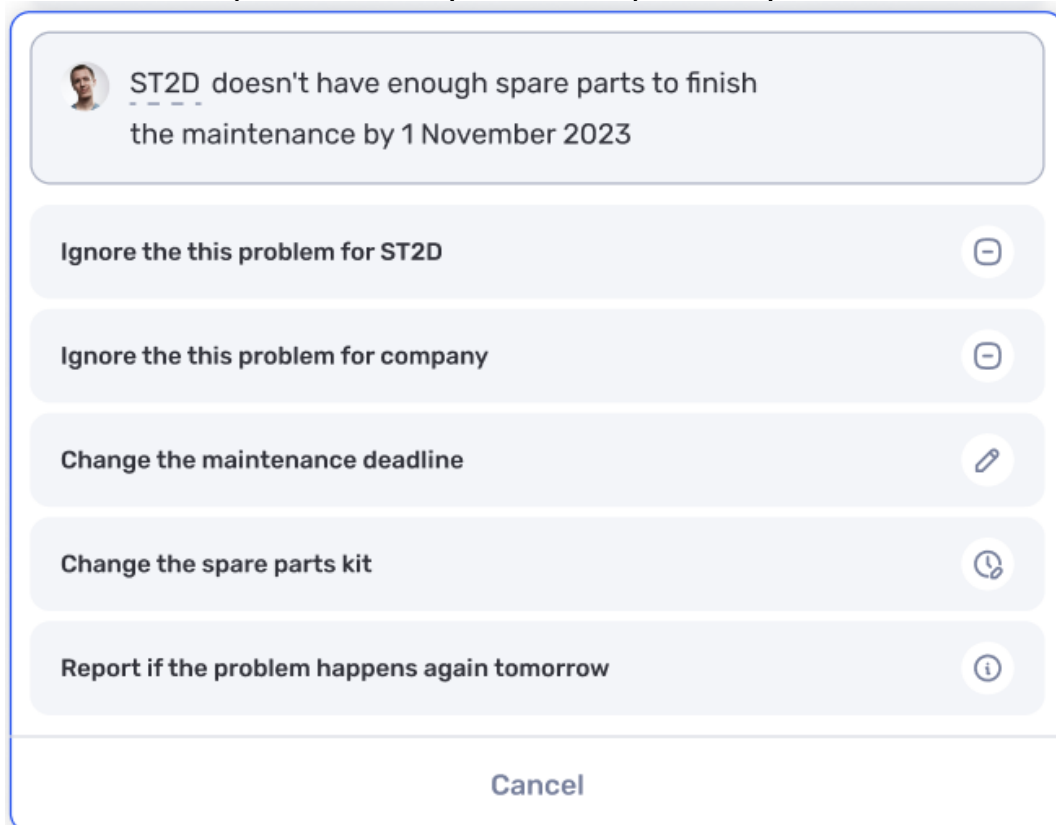 ST2D doesn't have enough spare parts to finish
the maintenance by 1 November 2023
Ignore the this problem for ST2D
Ignore the this problem for company
Change the maintenance deadline
Change the spare parts kit
Report if the problem happens again tomorrow
Cancel